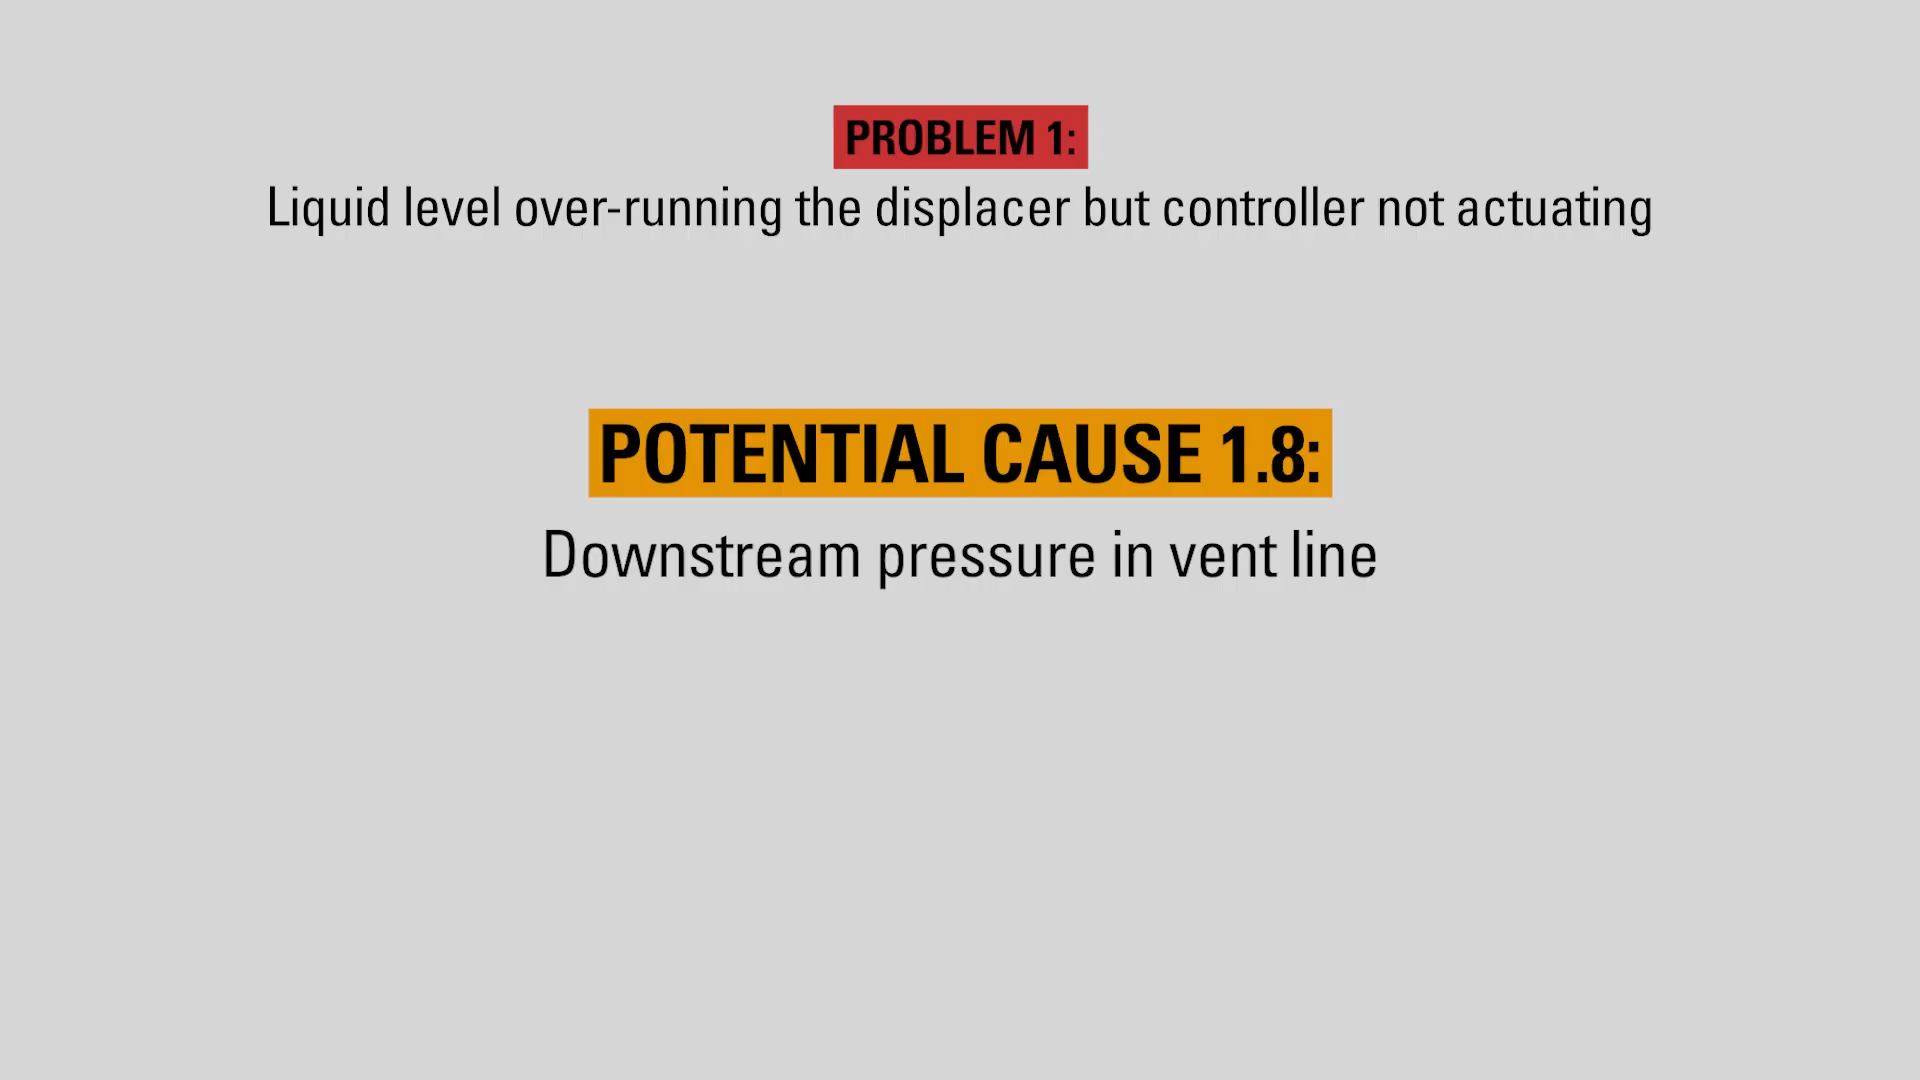 PROBLEM 1:
Liquid level over-running the displacer but controller not actuating
POTENTIAL CAUSE 1.8:
Downstream pressure in vent line